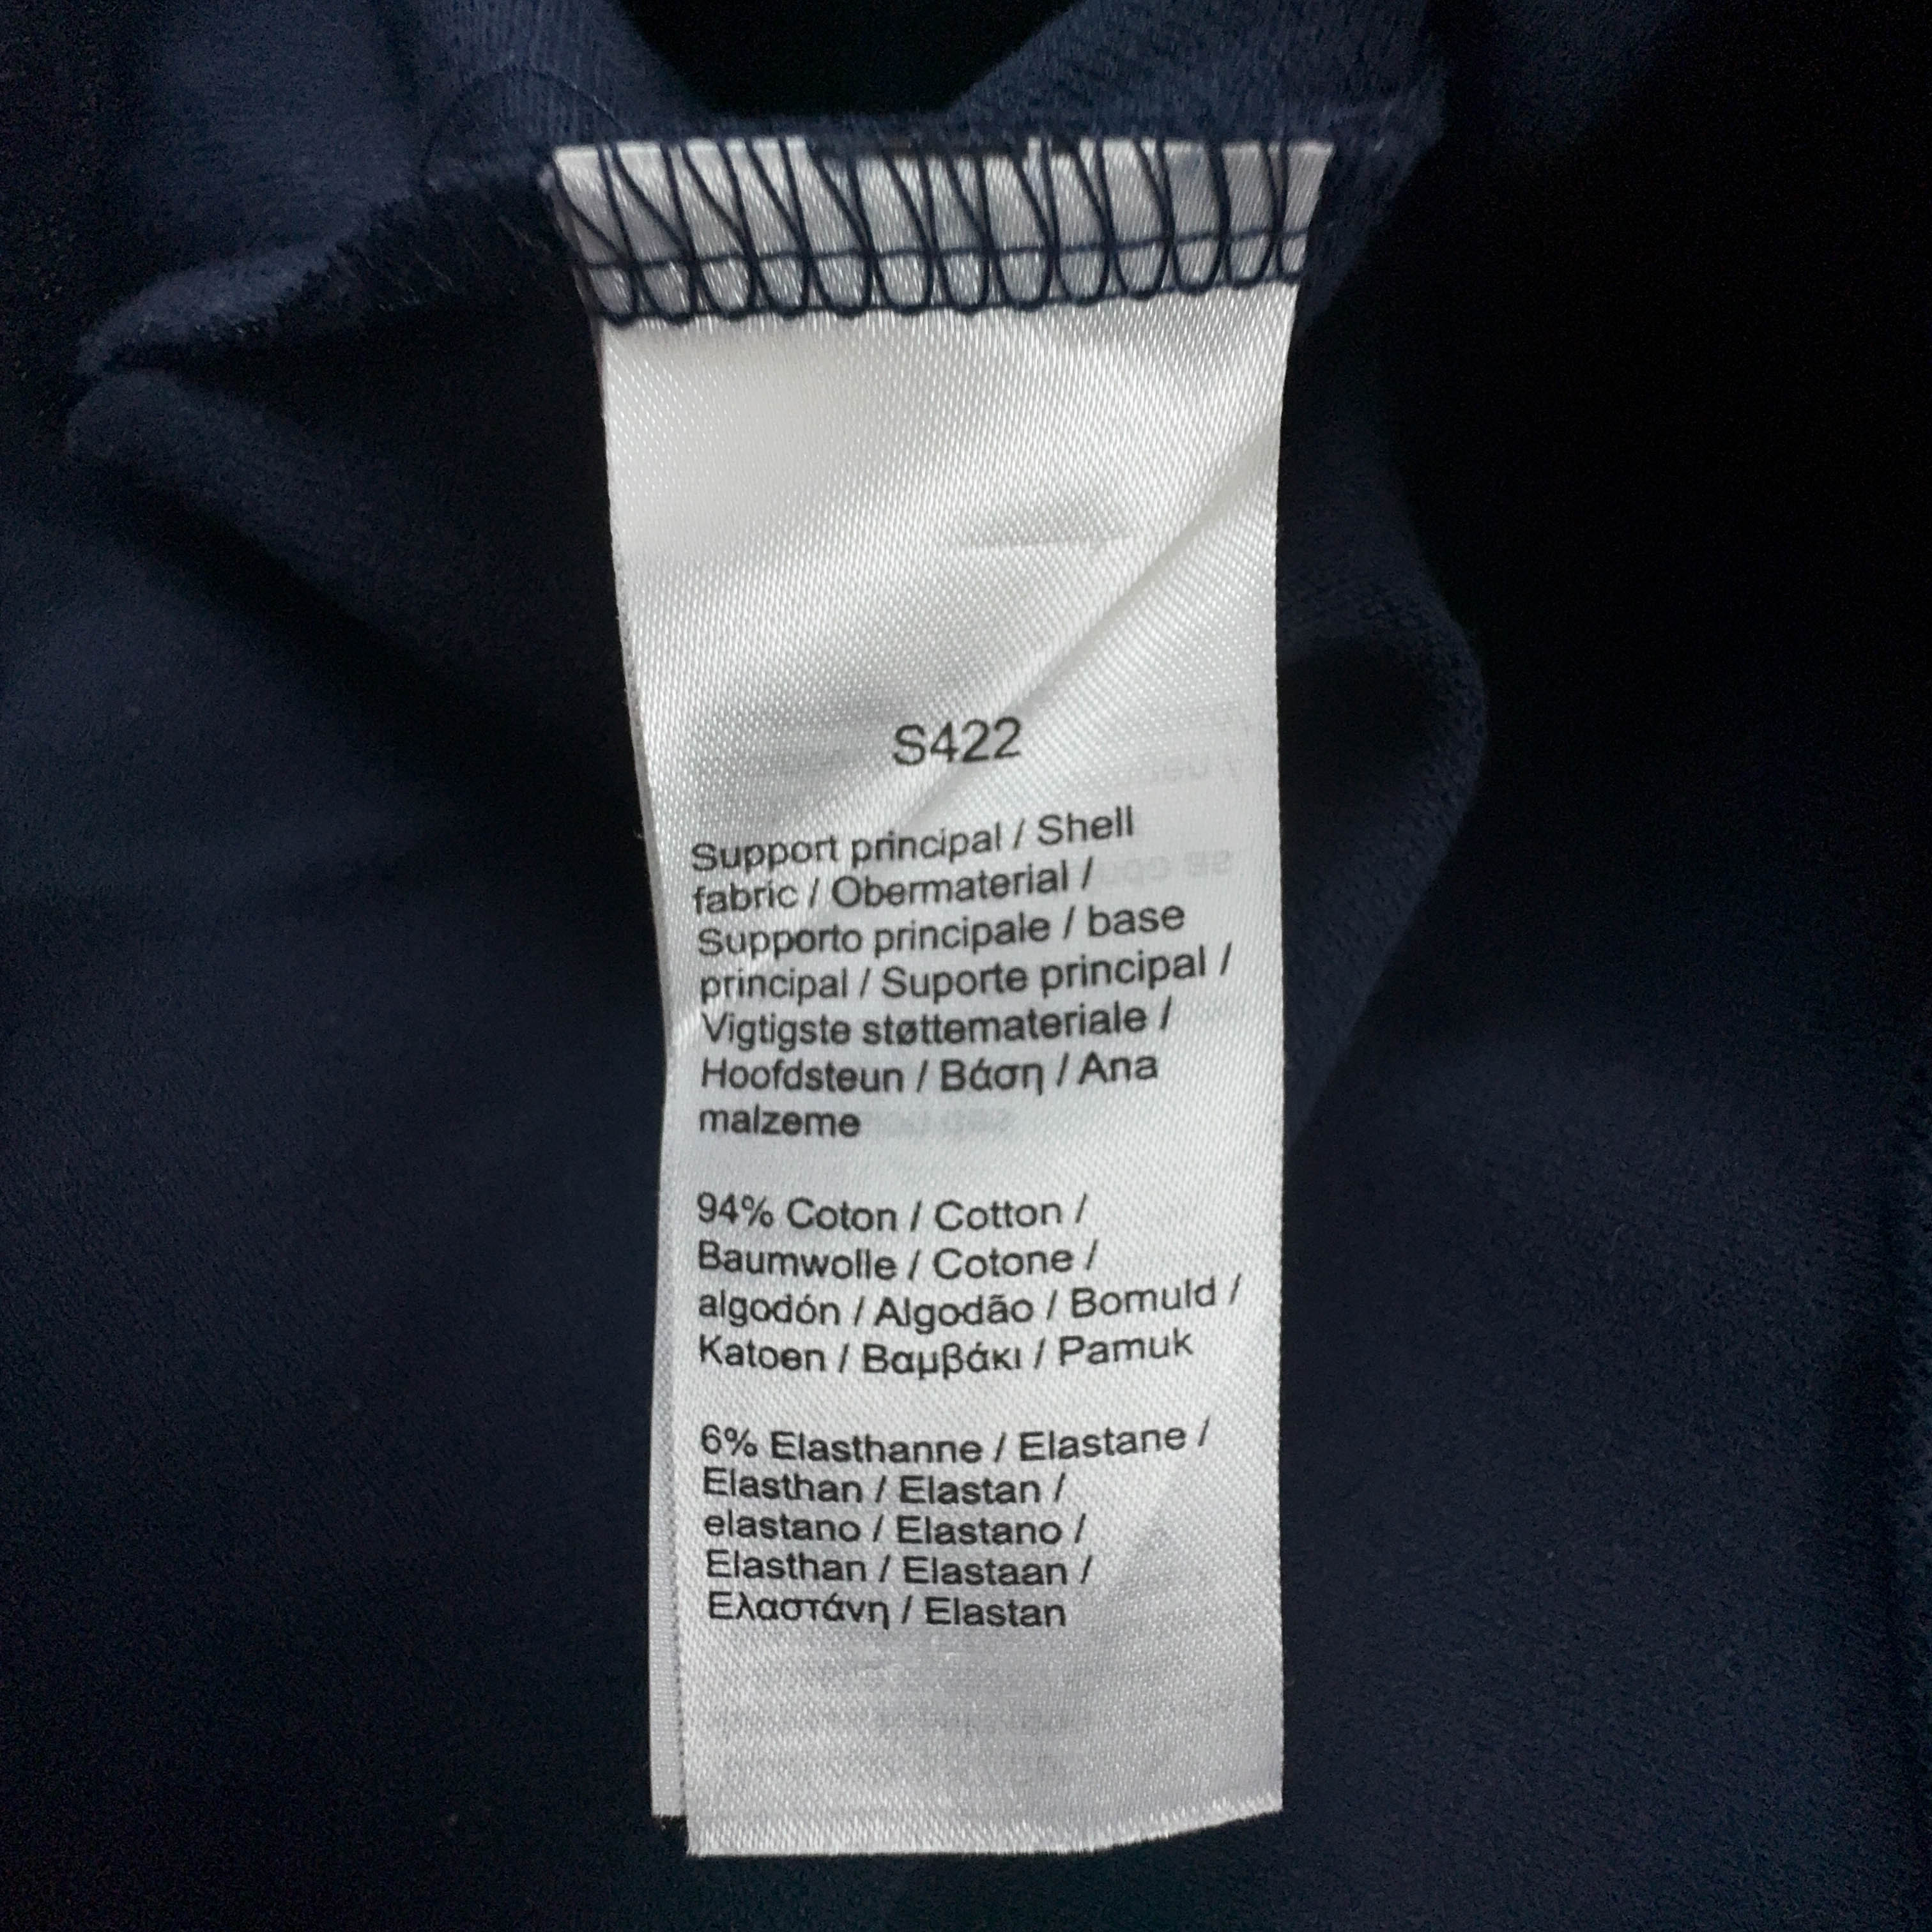 S422
Support principal / Shell
fabric / Obermaterial /
Supporto principale / base
principal / Suporte principal /
Vigtigste støttemateriale /
Hoofdsteun / Βάση / Ana
malzeme
94% Coton / Cotton /
Baumwolle / Cotone /
algodón / Algodão / Bomuld /
Katoen / Βαμβάκι / Pamuk
6% Elasthanne / Elastane /
Elasthan / Elastan /
elastano / Elastano /
Elasthan / Elastaan /
Ελαστάνη / Elastan